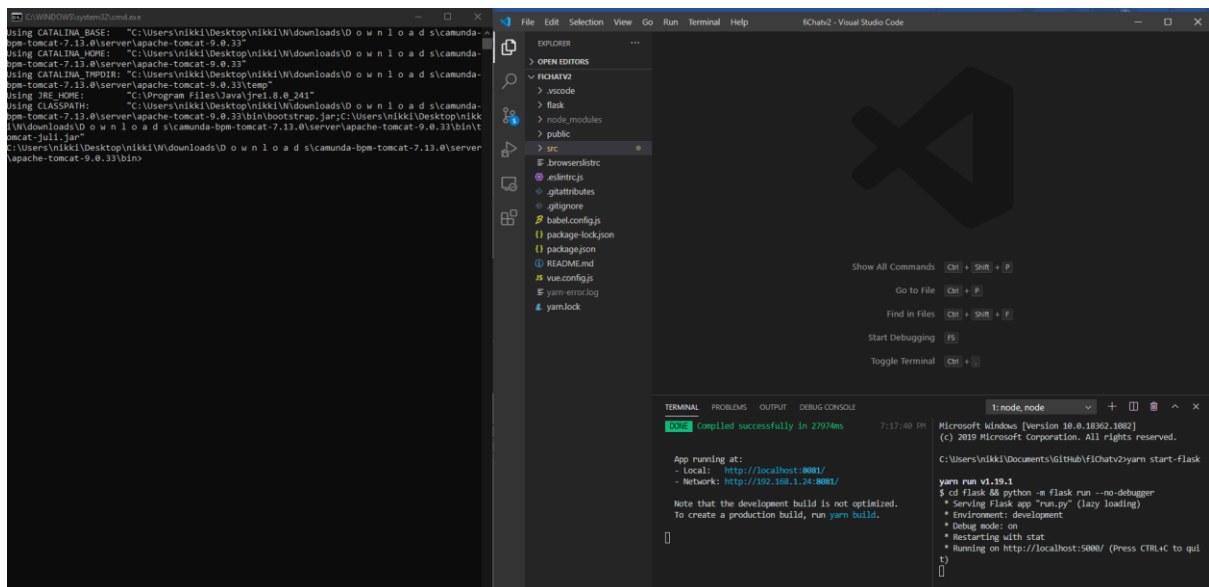 C:\WINDOWS\system32\cmd.exe
Using CATALINA_BASE:   "C:\Users\nikki\Desktop\nikki\N\downloads\D o w n l o a d s\camunda-
bpm-tomcat-7.13.0\server\apache-tomcat-9.0.33"
Using CATALINA_HOME:   "C:\Users\nikki\Desktop\nikki\N\downloads\D o w n l o a d s\camunda-
bpm-tomcat-7.13.0\server\apache-tomcat-9.0.33"
Using CATALINA_TMPDIR: "C:\Users\nikki\Desktop\nikki\N\downloads\D o w n l o a d s\camunda-
bpm-tomcat-7.13.0\server\apache-tomcat-9.0.33\temp"
Using JRE_HOME:        "C:\Program Files\Java\jre1.8.0_241"
Using CLASSPATH:       "C:\Users\nikki\Desktop\nikki\N\downloads\D o w n l o a d s\camunda-
bpm-tomcat-7.13.0\server\apache-tomcat-9.0.33\bin\bootstrap.jar;C:\Users\nikki\Desktop\nikk
i\N\downloads\D o w n l o a d s\camunda-bpm-tomcat-7.13.0\server\apache-tomcat-9.0.33\bin\t
omcat-juli.jar"
C:\Users\nikki\Desktop\nikki\N\downloads\D o w n l o a d s\camunda-bpm-tomcat-7.13.0\server
\apache-tomcat-9.0.33\bin>
File Edit Selection View Go Run Terminal Help
fiChatv2 - Visual Studio Code
EXPLORER
OPEN EDITORS
FICHATV2
.vscode
flask
node_modules
public
src
.browserslistrc
.eslintrc.js
.gitattributes
.gitignore
babel.config.js
package-lock.json
package.json
README.md
JS vue.config.js
yarn-error.log
yarn.lock
Show All Commands Ctrl + Shift + P
Go to File Ctrl + P
Find in Files Ctrl + Shift + F
Start Debugging F5
Toggle Terminal Ctrl + .
TERMINAL PROBLEMS OUTPUT DEBUG CONSOLE
1: node, node
DONE Compiled successfully in 27974ms 7:17:40 PM
App running at:
- Local:   http://localhost:8081/
- Network: http://192.168.1.24:8081/
Note that the development build is not optimized.
To create a production build, run yarn build.
Microsoft Windows [Version 10.0.18362.1082]
(c) 2019 Microsoft Corporation. All rights reserved.
C:\Users\nikki\Documents\GitHub\fiChatv2>yarn start-flask
yarn run v1.19.1
$ cd flask && python -m flask run --no-debugger
* Serving Flask app "run.py" (lazy loading)
* Environment: development
* Debug mode: on
* Restarting with stat
* Running on http://localhost:5000/ (Press CTRL+C to qui
t)